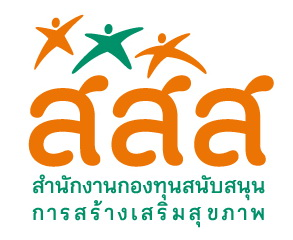 สสส
สำนักงานกองทุนสนับสนุน
การสร้างเสริมสุขภาพ